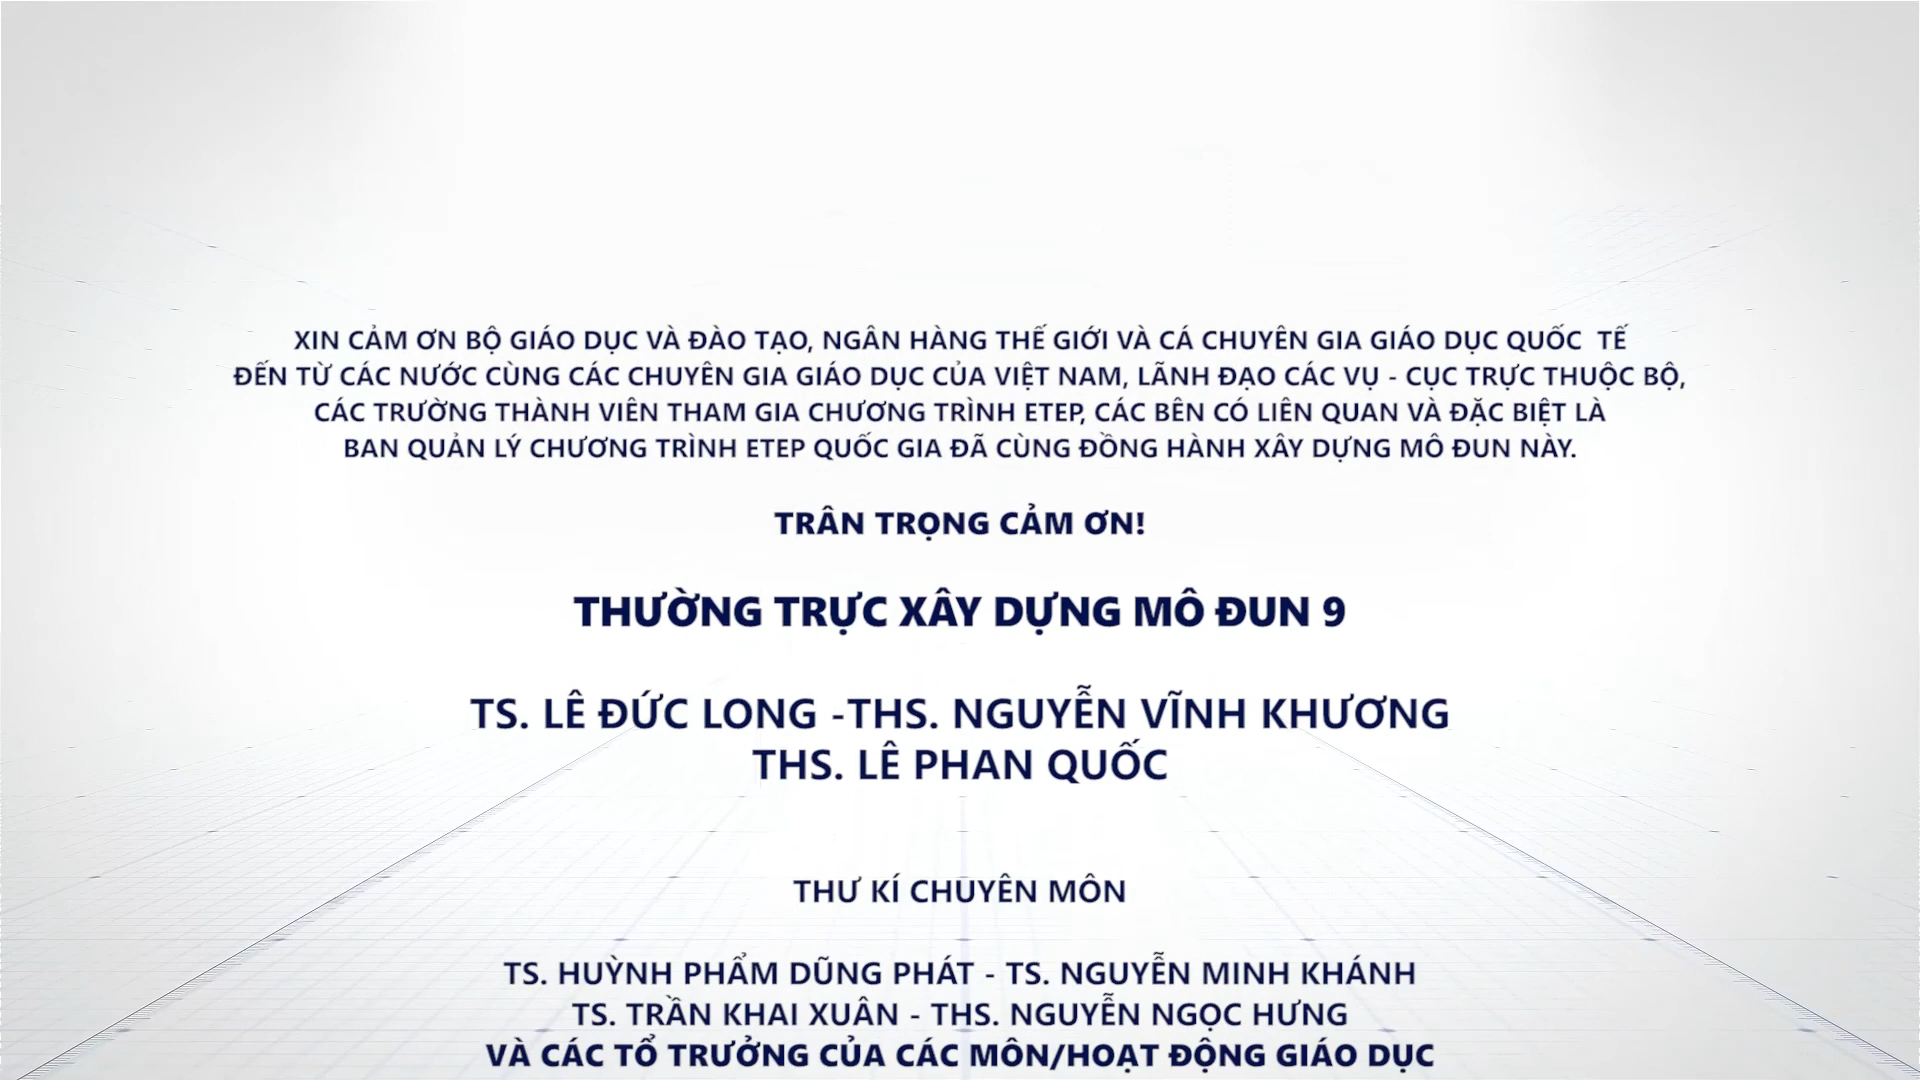 XIN CẢM ƠN BỘ GIÁO DỤC VÀ ĐÀO TẠO, NGÂN HÀNG THẾ GIỚI VÀ CÁ CHUYÊN GIA GIÁO DỤC QUỐC  TẾ
ĐẾN TỪ CÁC NƯỚC CÙNG CÁC CHUYÊN GIA GIÁO DỤC CỦA VIỆT NAM, LÃNH ĐẠO CÁC VỤ - CỤC TRỰC THUỘC BỘ,
CÁC TRƯỜNG THÀNH VIÊN THAM GIA CHƯƠNG TRÌNH ETEP, CÁC BÊN CÓ LIÊN QUAN VÀ ĐẶC BIỆT LÀ
BAN QUẢN LÝ CHƯƠNG TRÌNH ETEP QUỐC GIA ĐÃ CÙNG ĐỒNG HÀNH XÂY DỰNG MÔ ĐUN NÀY.
TRÂN TRỌNG CẢM ƠN!
THƯỜNG TRỰC XÂY DỰNG MÔ ĐUN 9
TS. LÊ ĐỨC LONG -THS. NGUYỄN VĨNH KHƯƠNG
THS. LÊ PHAN QUỐC
THƯ KÍ CHUYÊN MÔN
TS. HUỲNH PHẨM DŨNG PHÁT - TS. NGUYỄN MINH KHÁNH
TS. TRẦN KHAI XUÂN - THS. NGUYỄN NGỌC HƯNG
VÀ CÁC TỔ TRƯỞNG CỦA CÁC MÔN/HOẠT ĐỘNG GIÁO DỤC